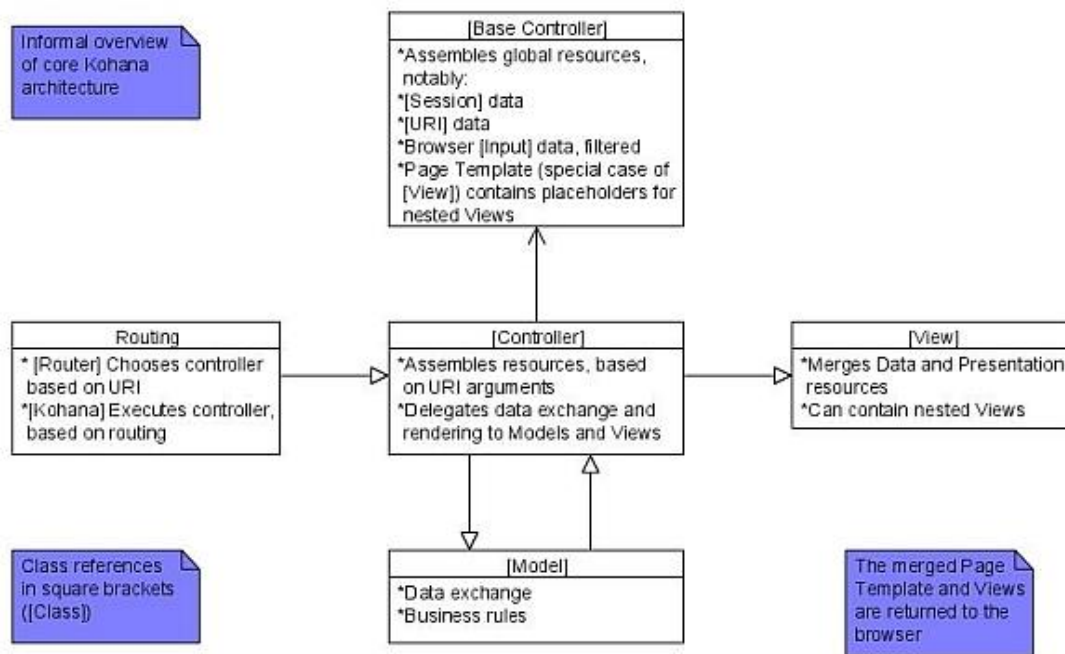 Informal overview
of core Kohana
architecture
[Base Controller]
*Assembles global resources,
notably:
*[Session] data
*[URI] data
*Browser [Input] data, filtered
*Page Template (special case of
[View]) contains placeholders for
nested Views
Routing
* [Router] Chooses controller
based on URI
*[Kohana] Executes controller,
based on routing
[Controller]
*Assembles resources, based
on URI arguments
*Delegates data exchange and
rendering to Models and Views
[View]
*Merges Data and Presentation
resources
*Can contain nested Views
Class references
in square brackets
([Class])
[Model]
*Data exchange
*Business rules
The merged Page
Template and Views
are returned to the
browser